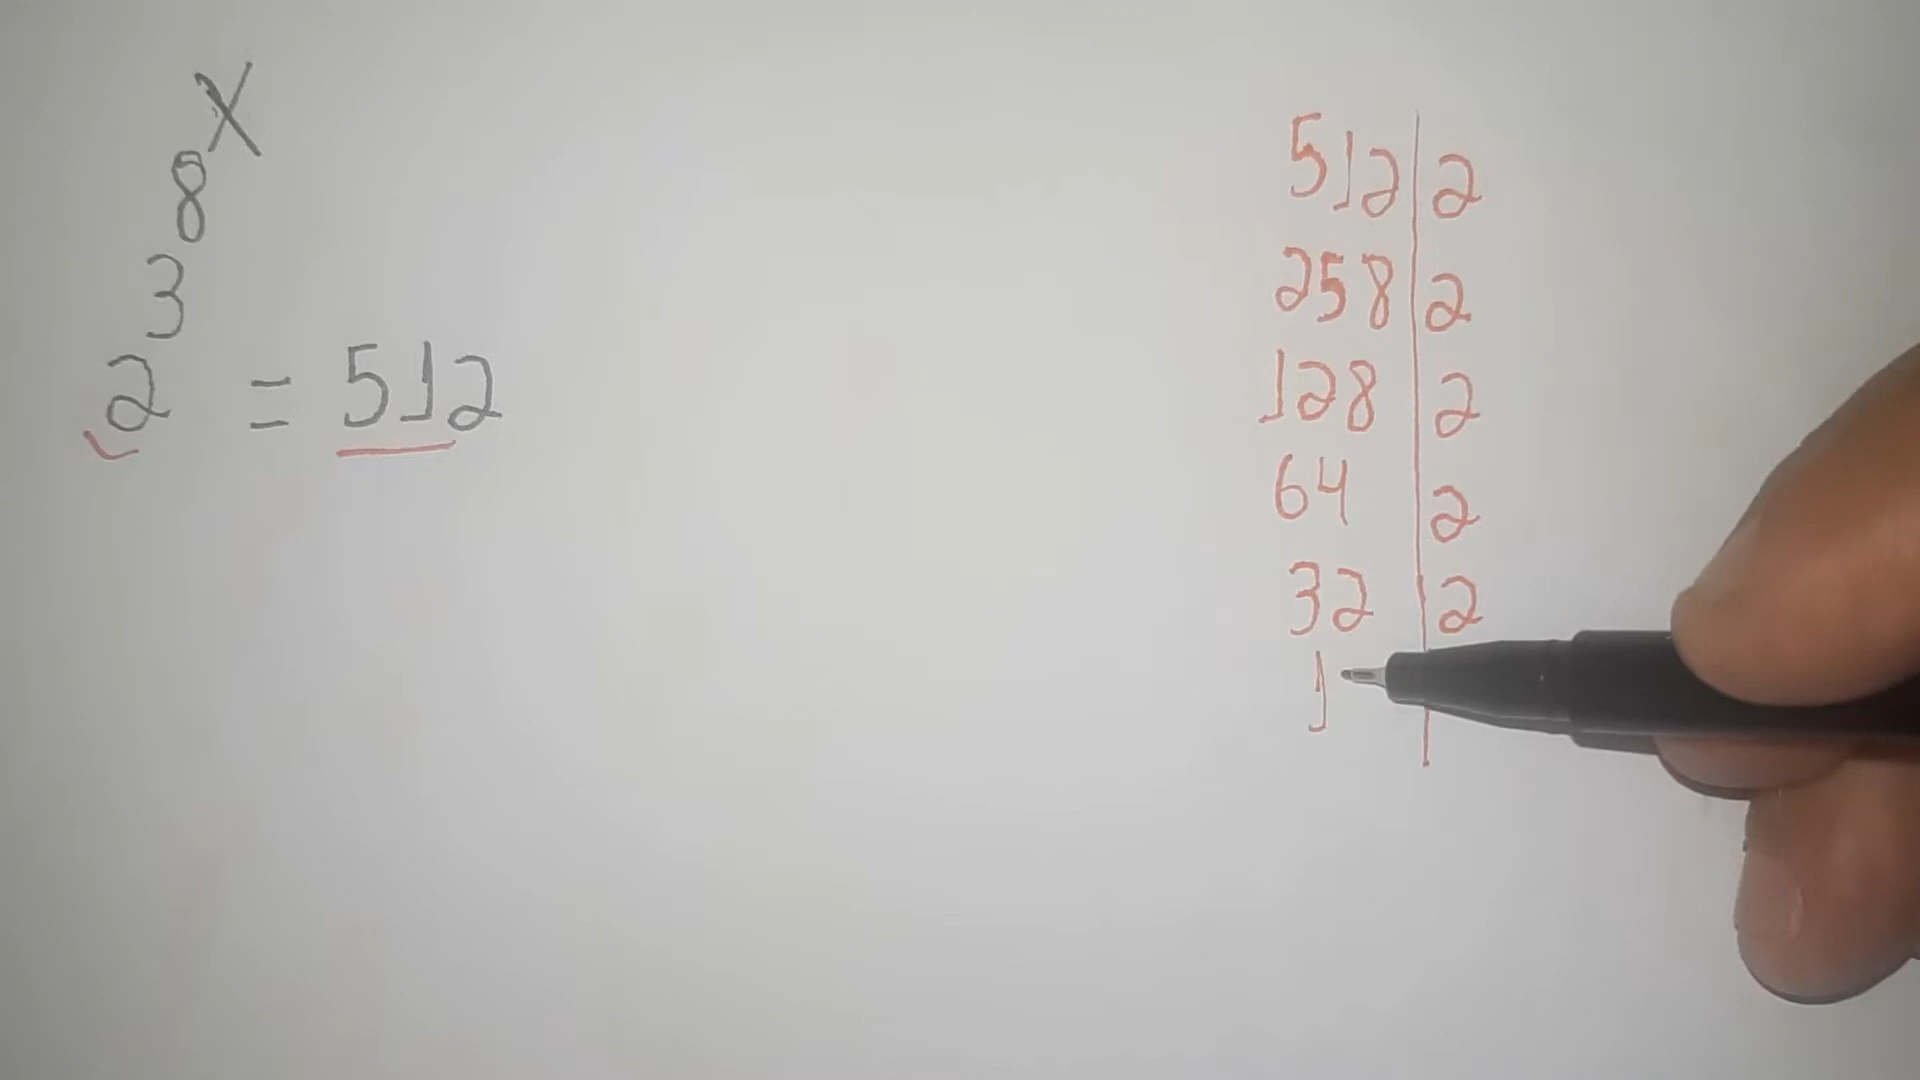 2^3^8^x = 512
512 | 2
258 | 2
128 | 2
64 | 2
32 | 2
1